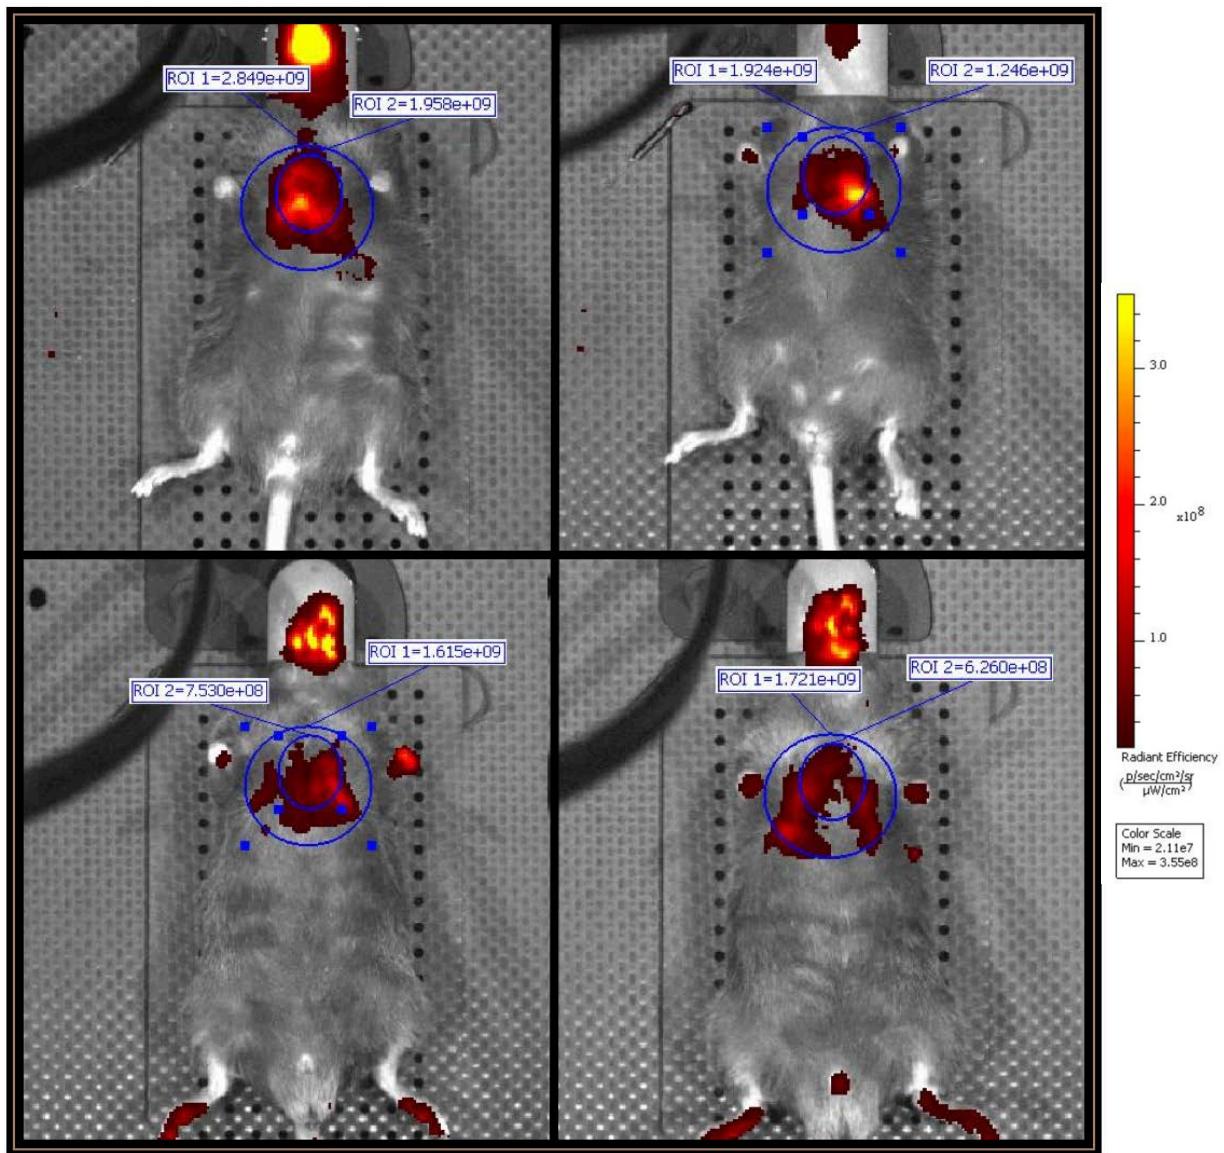 ROI 1=2.849e+09
ROI 2=1.958e+09
ROI 1=1.924e+09
ROI 2=1.246e+09
ROI 1=1.615e+09
ROI 2=7.530e+08
ROI 2=6.260e+08
ROI 1=1.721e+09
3.0
2.0
x10⁸
1.0
Radiant Efficiency
(p/sec/cm²/sr
µW/cm²)
Color Scale
Min = 2.11e7
Max = 3.55e8